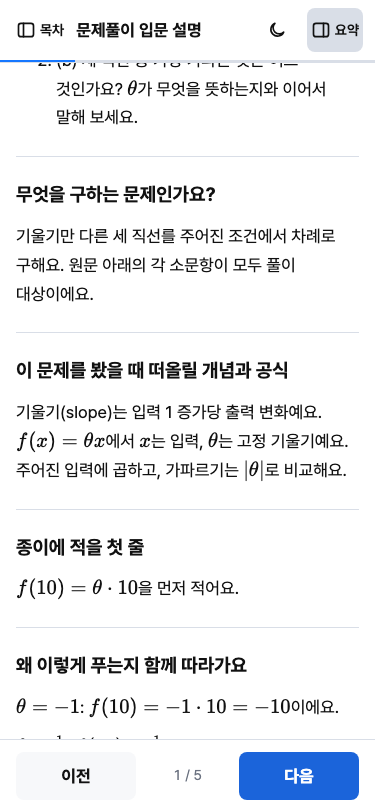 목차 문제풀이 입문 설명 요약
것인가요? θ가 무엇을 뜻하는지와 이어서
말해 보세요.
무엇을 구하는 문제인가요?
기울기만 다른 세 직선를 주어진 조건에서 차례로
구해요. 원문 아래의 각 소문항이 모두 풀이
대상이에요.
이 문제를 봤을 때 떠올릴 개념과 공식
기울기(slope)는 입력 1 증가당 출력 변화예요.
f(x) = θx에서 x는 입력, θ는 고정 기울기예요.
주어진 입력에 곱하고, 가파르기는 |θ|로 비교해요.
종이에 적을 첫 줄
f(10) = θ · 10을 먼저 적어요.
왜 이렇게 푸는지 함께 따라가요
θ = −1: f(10) = −1 · 10 = −10이에요.
이전 1 / 5 다음